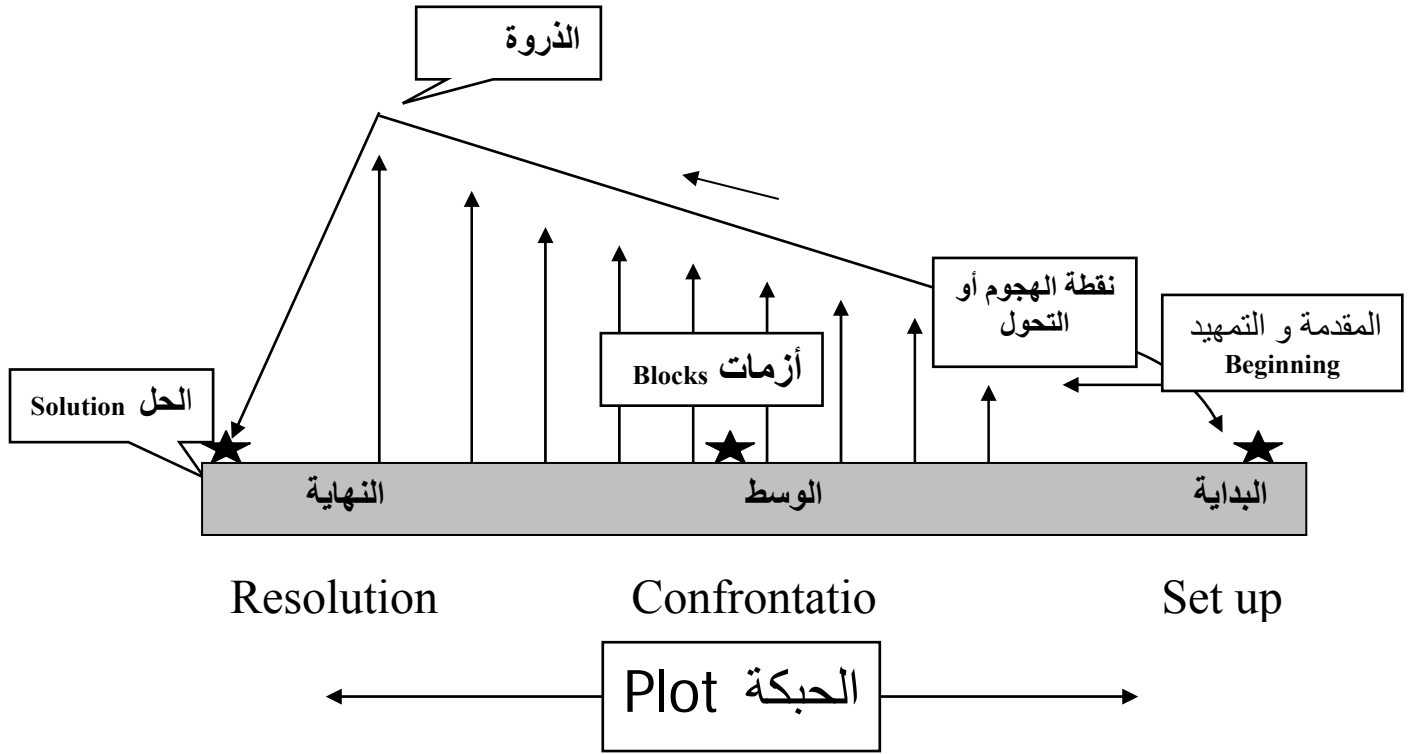 الذروة
نقطة الهجوم أو
التحول
المقدمة و التمهيد
Beginning
أزمات Blocks
الحل Solution
البداية
الوسط
النهاية
Set up
Confrontatio
Resolution
الحبكة Plot